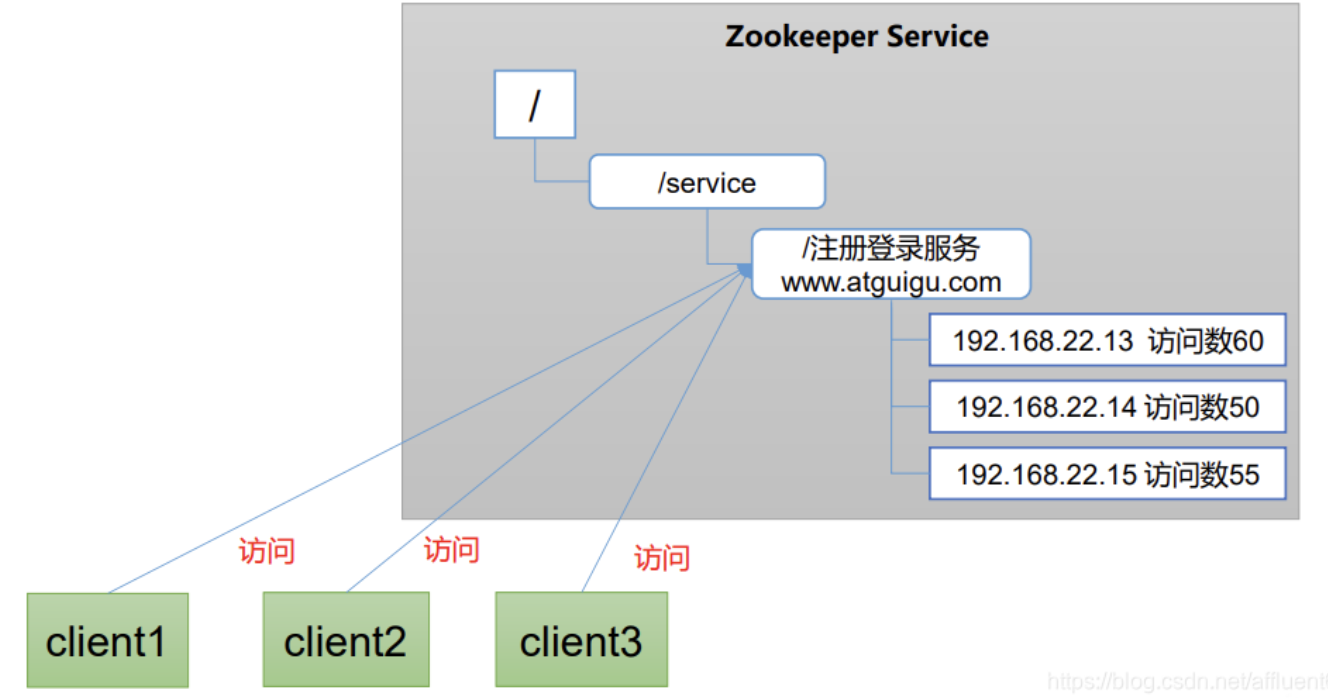 Zookeeper Service
/
/service
/注册登录服务
www.atguigu.com
192.168.22.13 访问数60
192.168.22.14 访问数50
192.168.22.15 访问数55
访问
访问
访问
client1
client2
client3
https://blog.csdn.net/affluent